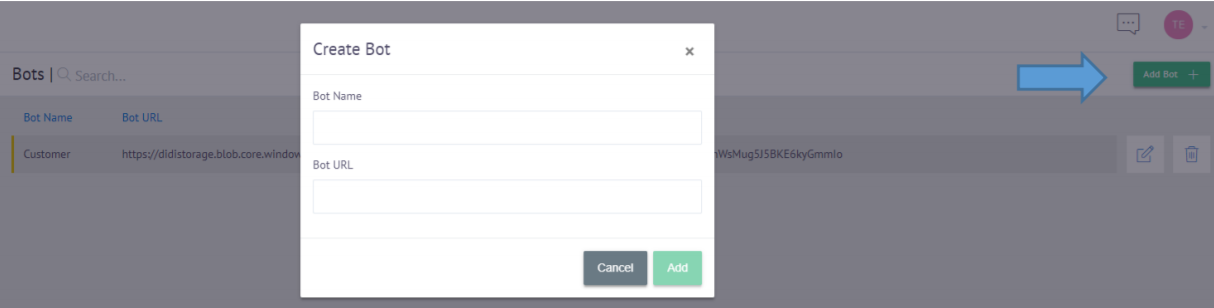 TE
Create Bot
×
Bots | Search...
Add Bot +
Bot Name
Bot Name Bot URL
Customer https://didistorage.blob.core.window
Bot URL
Cancel Add